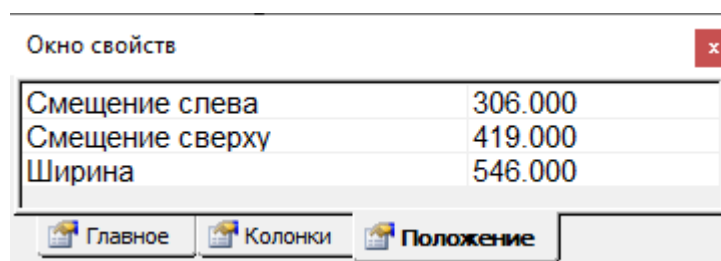 Окно свойств
x
Смещение слева 306.000
Смещение сверху 419.000
Ширина 546.000
Главное Колонки Положение